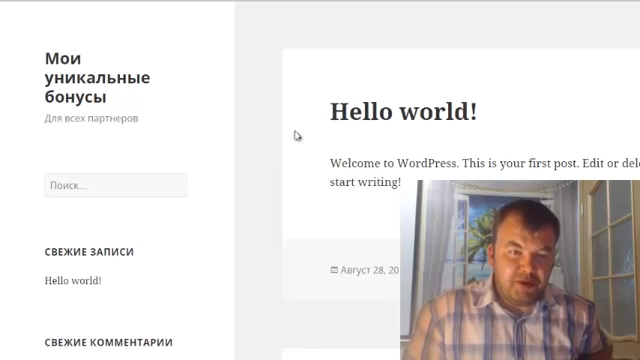 Мои
уникальные
бонусы
Для всех партнеров
Поиск…
СВЕЖИЕ ЗАПИСИ
Hello world!
СВЕЖИЕ КОММЕНТАРИИ
Hello world!
Welcome to WordPress. This is your first post. Edit or
start writing!
Август 28, 20